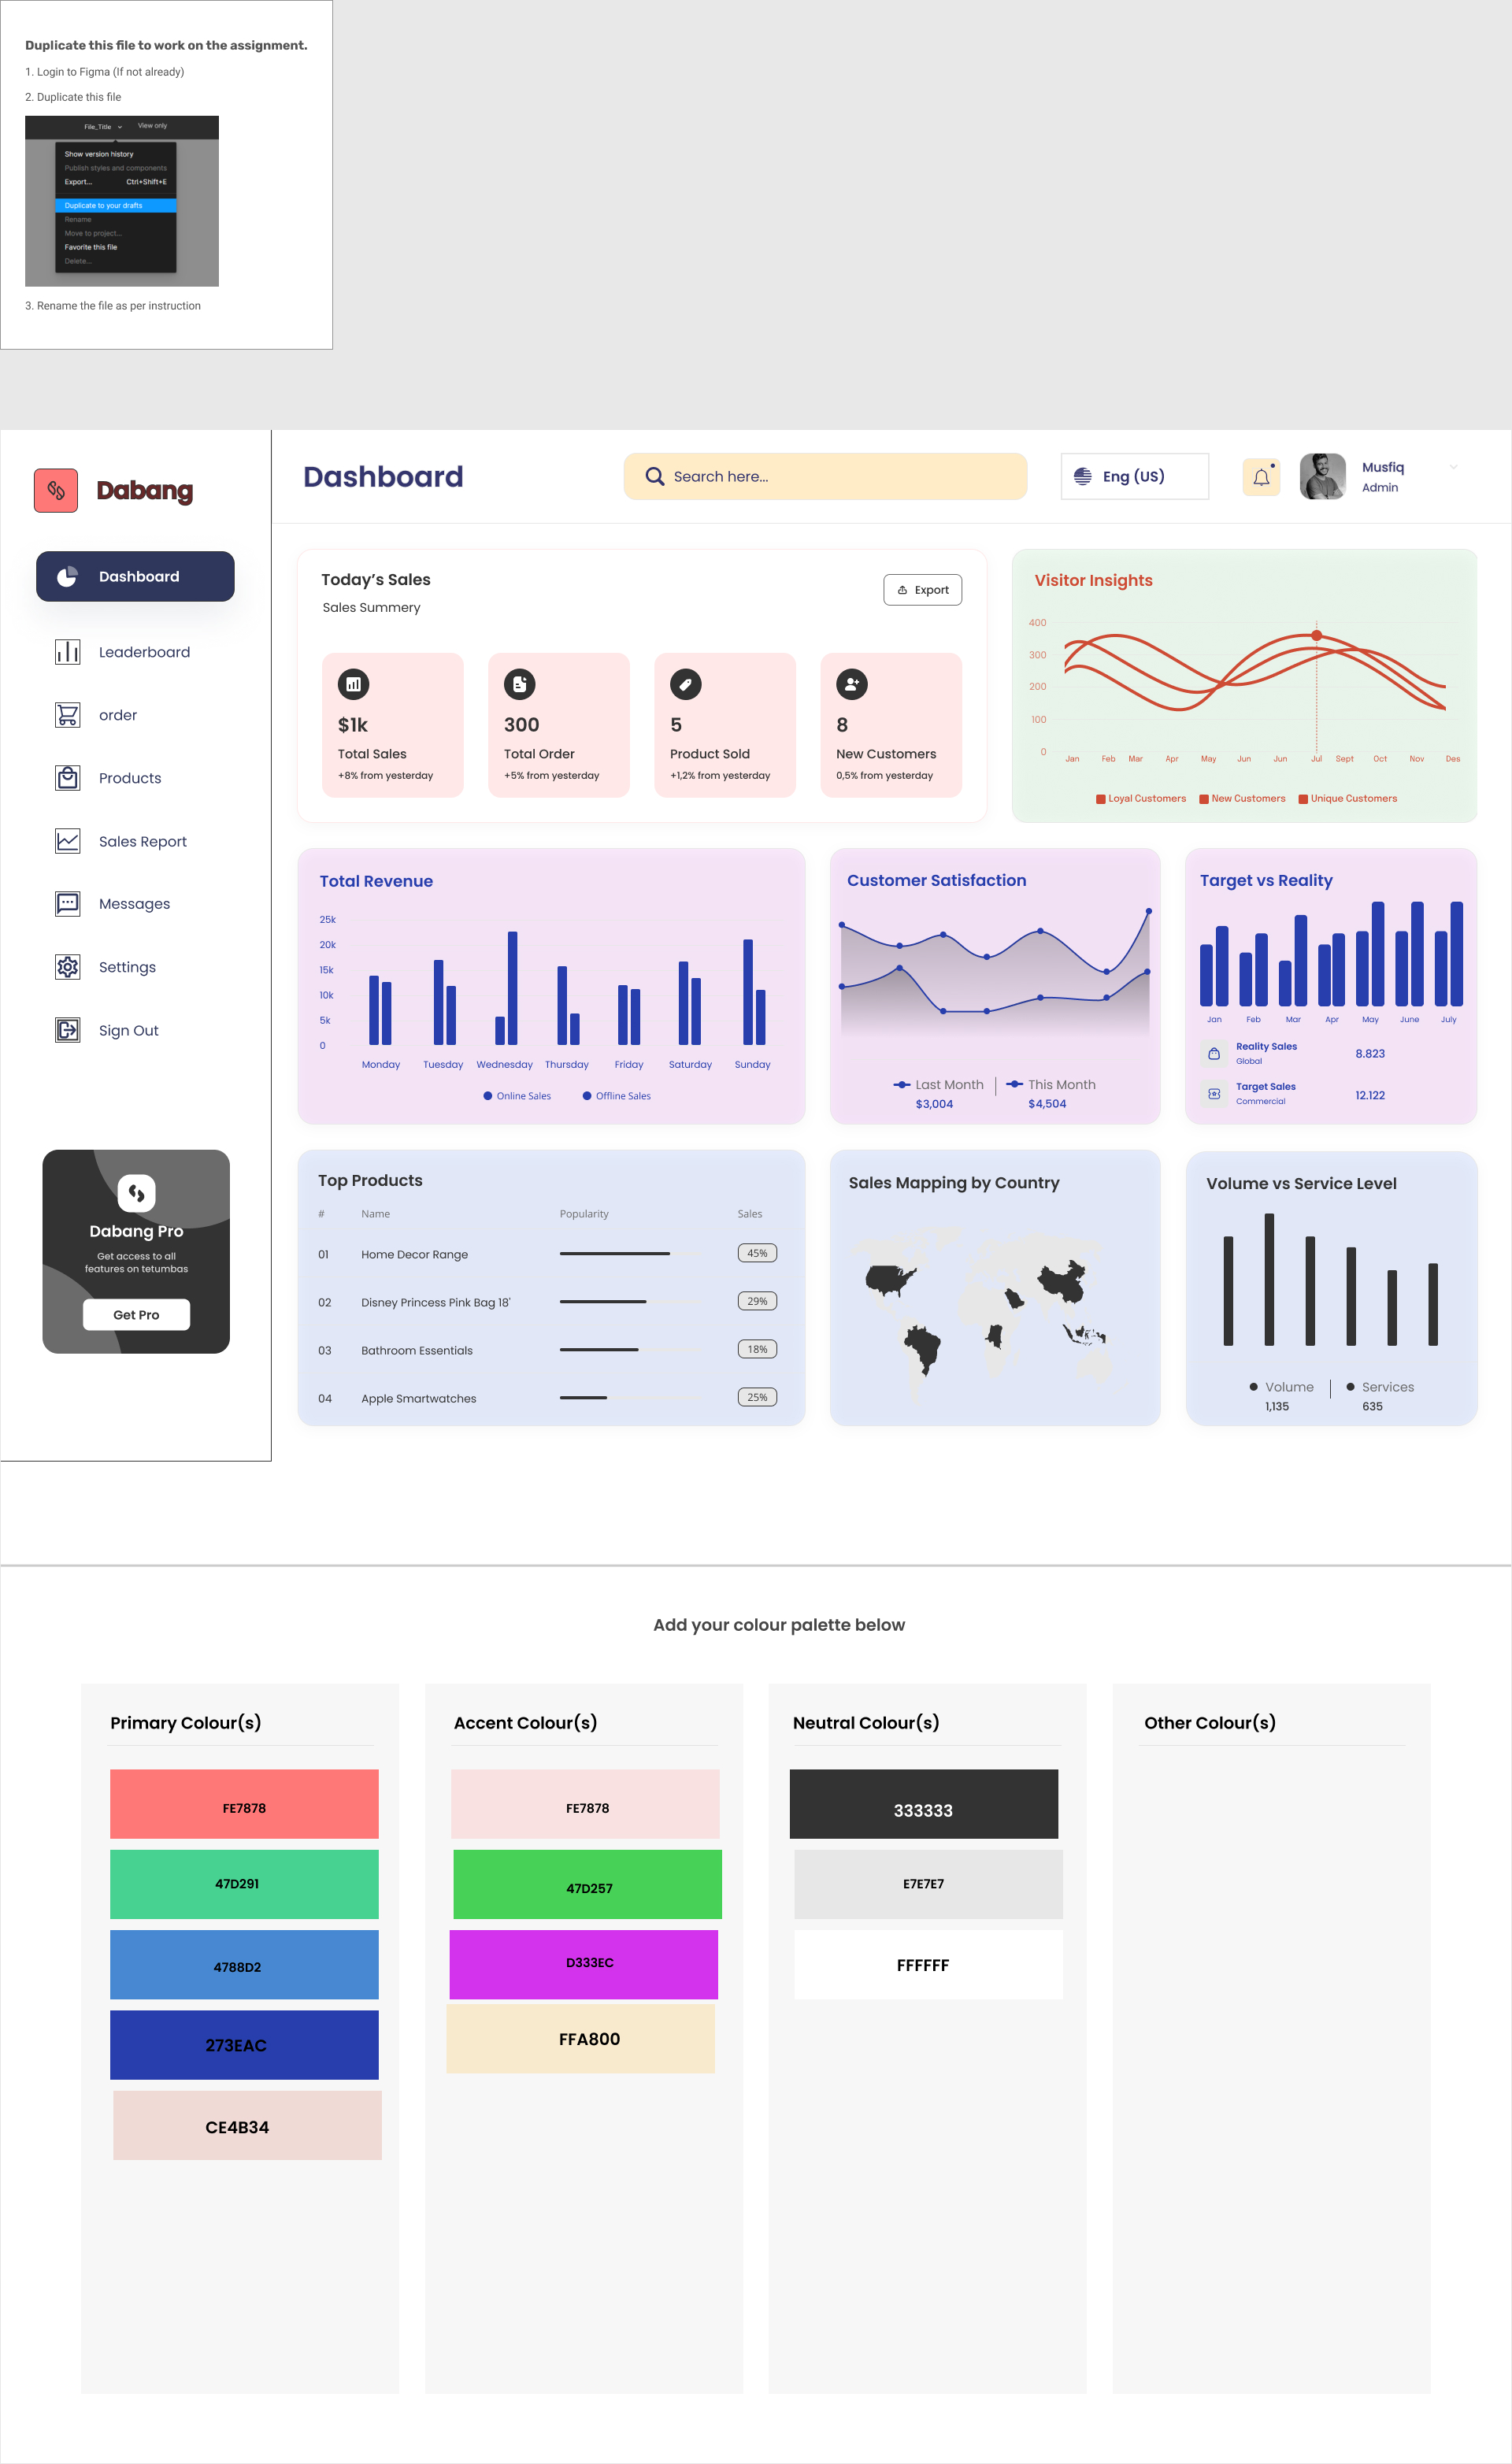 Duplicate this file to work on the assignment.
1. Login to Figma (If not already)
2. Duplicate this file
File_Title
View only
Show version history
Publish styles and components
Export...
Ctrl+Shift+E
Duplicate to your drafts
Rename
Move to project...
Favorite this file
Delete...
3. Rename the file as per instruction
Dabang
Dashboard
Leaderboard
order
Products
Sales Report
Messages
Settings
Sign Out
Dabang Pro
Get access to all
features on tetumbas
Get Pro
Dashboard
Search here...
Eng (US)
Musfiq
Admin
Today’s Sales
Sales Summery
Export
$1k
Total Sales
+8% from yesterday
300
Total Order
+5% from yesterday
5
Product Sold
+1,2% from yesterday
8
New Customers
0,5% from yesterday
Visitor Insights
400
300
200
100
0
Jan Feb Mar Apr May Jun Jun Jul Sept Oct Nov Des
Loyal Customers New Customers Unique Customers
Total Revenue
25k
20k
15k
10k
5k
0
Monday Tuesday Wednesday Thursday Friday Saturday Sunday
Online Sales Offline Sales
Customer Satisfaction
Last Month This Month
$3,004 $4,504
Target vs Reality
Jan Feb Mar Apr May June July
Reality Sales
Global
8.823
Target Sales
Commercial
12.122
Top Products
# Name Popularity Sales
01 Home Decor Range 45%
02 Disney Princess Pink Bag 18' 29%
03 Bathroom Essentials 18%
04 Apple Smartwatches 25%
Sales Mapping by Country
Volume vs Service Level
Volume Services
1,135 635
Add your colour palette below
Primary Colour(s)
FE7878
47D291
4788D2
273EAC
CE4B34
Accent Colour(s)
FE7878
47D257
D333EC
FFA800
Neutral Colour(s)
333333
E7E7E7
FFFFFF
Other Colour(s)